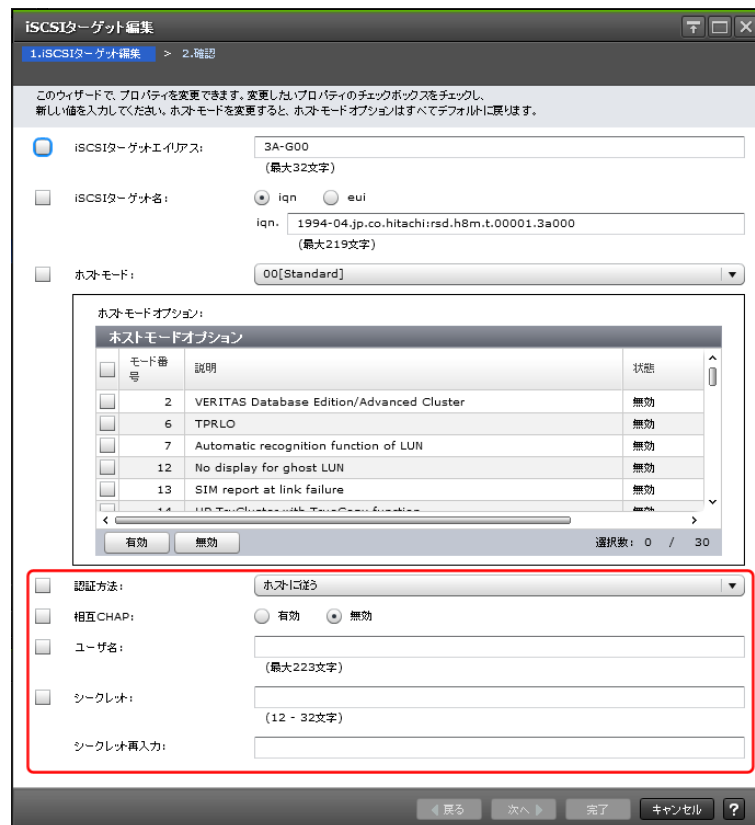 iSCSIターゲット編集
1.iSCSIターゲット編集 > 2.確認
このウィザードで、プロパティを変更できます。変更したいプロパティのチェックボックスをチェックし、
新しい値を入力してください。ホストモードを変更すると、ホストモードオプションはすべてデフォルトに戻ります。
iSCSIターゲットエイリアス: 3A-G00
(最大32文字)
iSCSIターゲット名: iqn eui
iqn. 1994-04.jp.co.hitachi:rsd.h8m.t.00001.3a000
(最大219文字)
ホストモード: 00[Standard]
ホストモードオプション:
ホストモードオプション
モード番号 説明 状態
2 VERITAS Database Edition/Advanced Cluster 無効
6 TPRLO 無効
7 Automatic recognition function of LUN 無効
12 No display for ghost LUN 無効
13 SIM report at link failure 無効
14 HP TruCluster with TrueCopy function 無効
有効 無効 選択数: 0 / 30
認証方法: ホストに従う
相互CHAP: 有効 無効
ユーザ名:
(最大223文字)
シークレット:
(12 - 32文字)
シークレット再入力:
戻る 次へ 完了 キャンセル ?